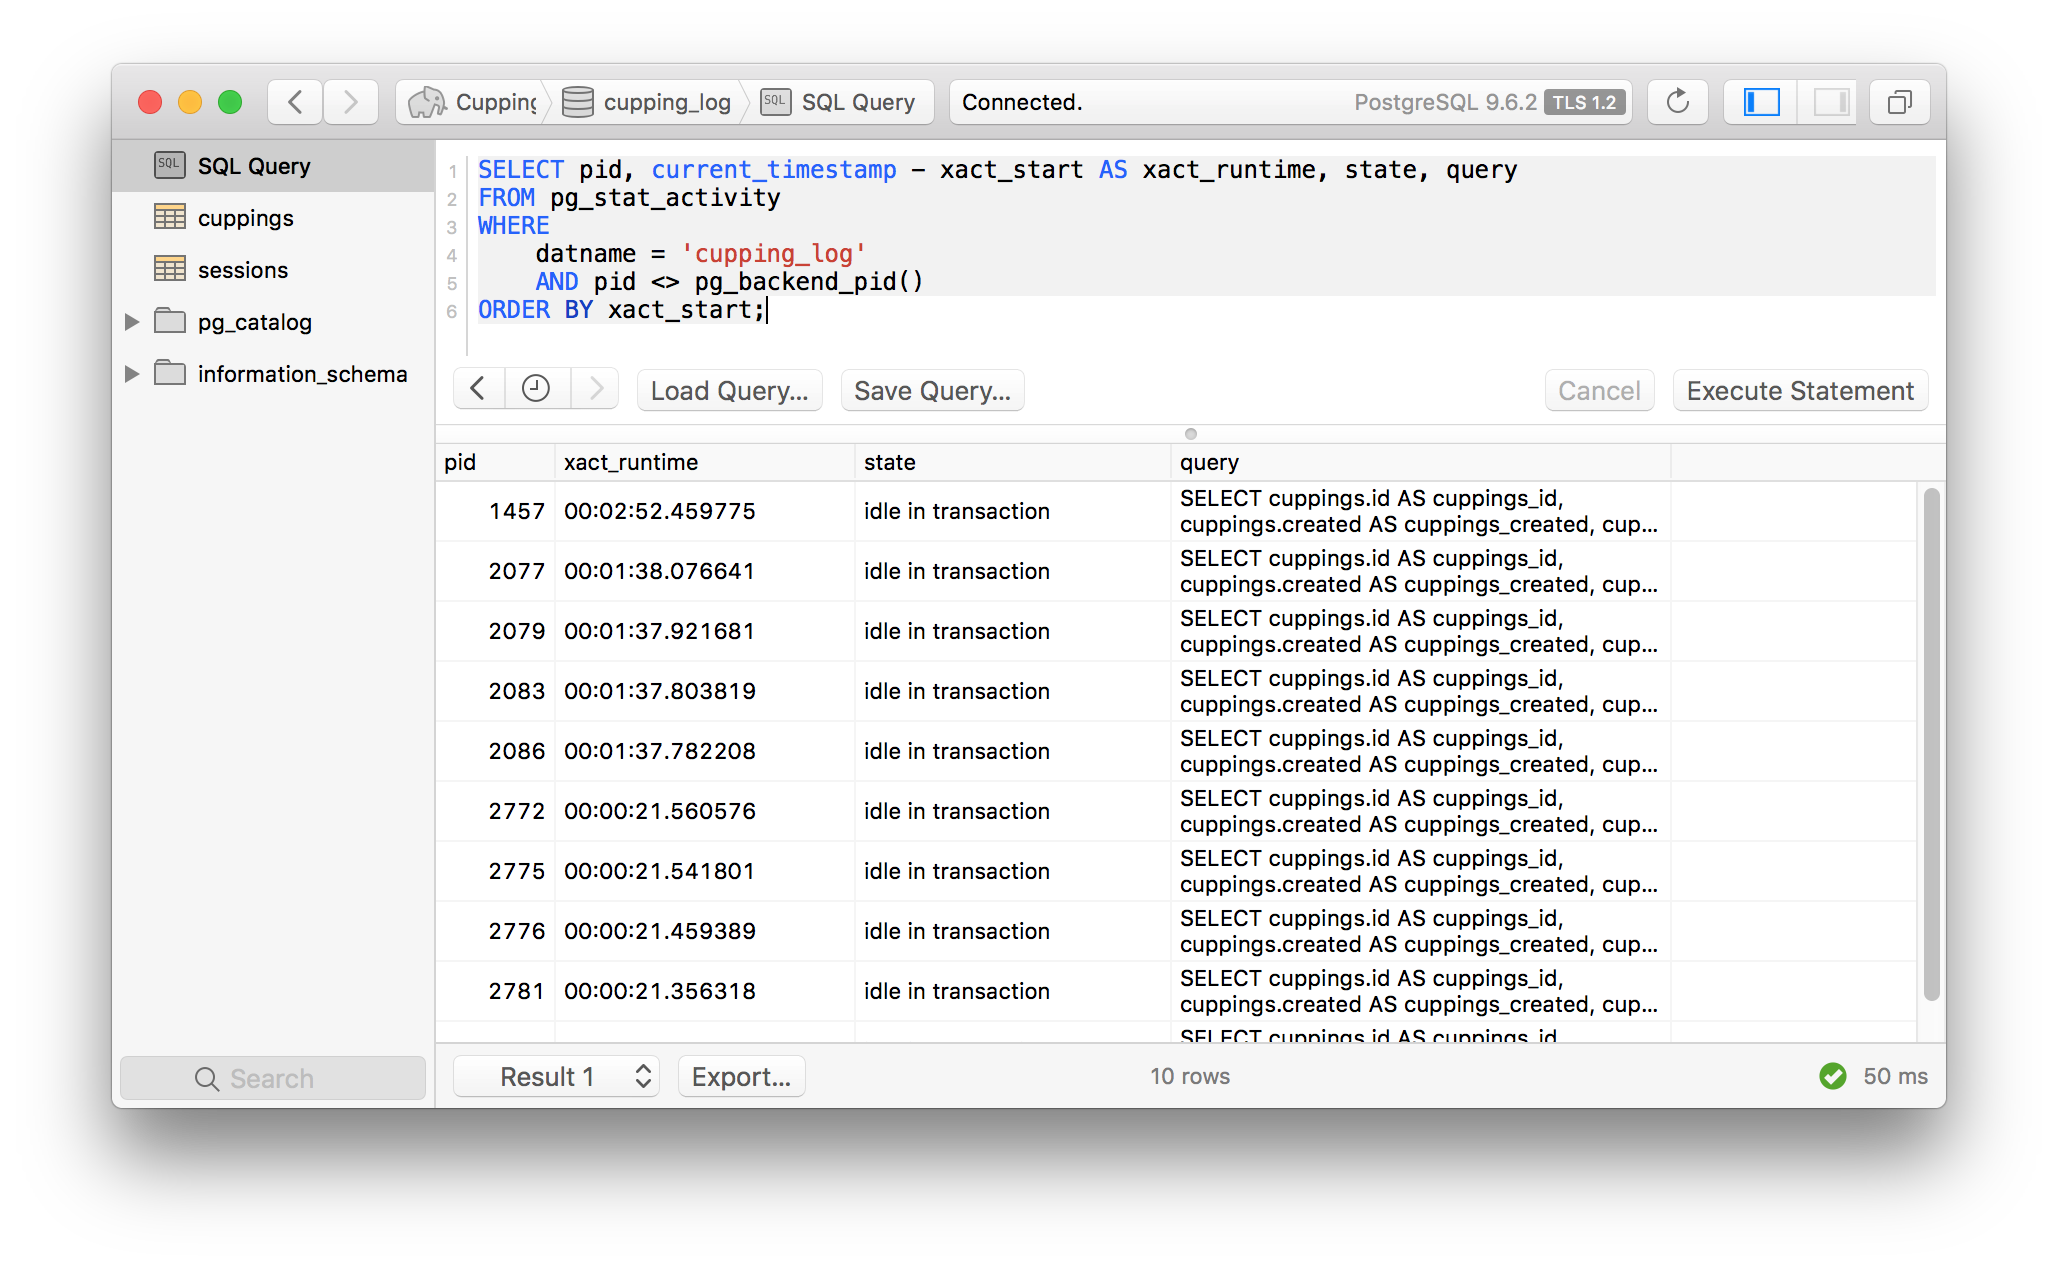 Cupping
cupping_log
SQL
SQL Query
Connected.
PostgreSQL 9.6.2
TLS 1.2
SQL
SQL Query
cuppings
sessions
pg_catalog
information_schema
Search
1 SELECT pid, current_timestamp - xact_start AS xact_runtime, state, query
2 FROM pg_stat_activity
3 WHERE
4 datname = 'cupping_log'
5 AND pid <> pg_backend_pid()
6 ORDER BY xact_start;
Load Query...
Save Query...
Cancel
Execute Statement
pid xact_runtime state query
1457 00:02:52.459775 idle in transaction SELECT cuppings.id AS cuppings_id,
cuppings.created AS cuppings_created, cup...
2077 00:01:38.076641 idle in transaction SELECT cuppings.id AS cuppings_id,
cuppings.created AS cuppings_created, cup...
2079 00:01:37.921681 idle in transaction SELECT cuppings.id AS cuppings_id,
cuppings.created AS cuppings_created, cup...
2083 00:01:37.803819 idle in transaction SELECT cuppings.id AS cuppings_id,
cuppings.created AS cuppings_created, cup...
2086 00:01:37.782208 idle in transaction SELECT cuppings.id AS cuppings_id,
cuppings.created AS cuppings_created, cup...
2772 00:00:21.560576 idle in transaction SELECT cuppings.id AS cuppings_id,
cuppings.created AS cuppings_created, cup...
2775 00:00:21.541801 idle in transaction SELECT cuppings.id AS cuppings_id,
cuppings.created AS cuppings_created, cup...
2776 00:00:21.459389 idle in transaction SELECT cuppings.id AS cuppings_id,
cuppings.created AS cuppings_created, cup...
2781 00:00:21.356318 idle in transaction SELECT cuppings.id AS cuppings_id,
cuppings.created AS cuppings_created, cup...
SELECT cuppings.id AS cuppings_id,
Result 1
Export...
10 rows
50 ms